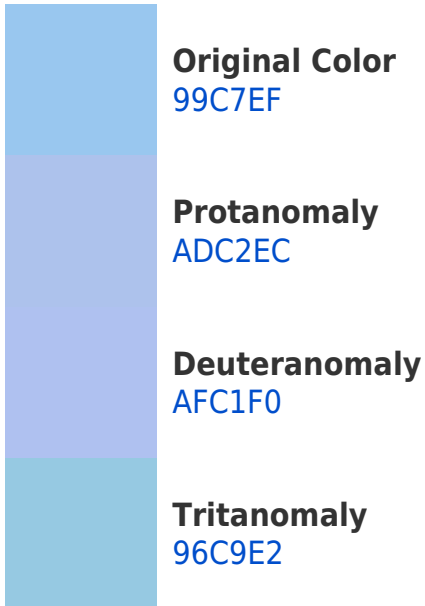 Original Color
99C7EF
Protanomaly
ADC2EC
Deuteranomaly
AFC1F0
Tritanomaly
96C9E2